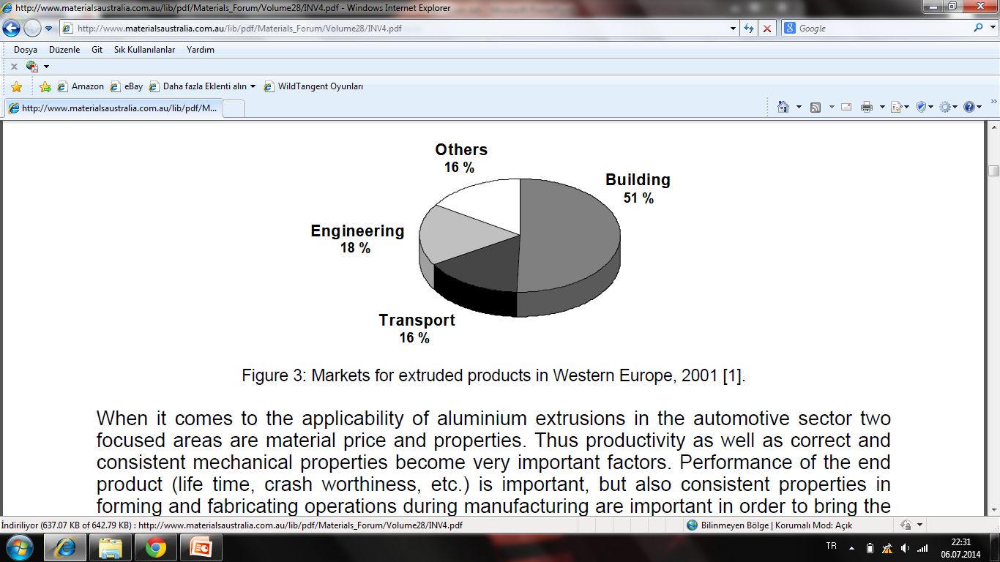 http://www.materialsaustralia.com.au/lib/pdf/Materials_Forum/Volume28/INV4.pdf - Windows Internet Explorer
http://www.materialsaustralia.com.au/lib/pdf/Materials_Forum/Volume28/INV4.pdf
Google
Dosya Düzenle Git Sık Kullanılanlar Yardım
x
Amazon eBay Daha fazla Eklenti alın WildTangent Oyunları
http://www.materialsaustralia.com.au/lib/pdf/M...
Others
16 %
Building
51 %
Engineering
18 %
Transport
16 %
Figure 3: Markets for extruded products in Western Europe, 2001 [1].
When it comes to the applicability of aluminium extrusions in the automotive sector two
focused areas are material price and properties. Thus productivity as well as correct and
consistent mechanical properties become very important factors. Performance of the end
product (life time, crash worthiness, etc.) is important, but also consistent properties in
forming and fabricating operations during manufacturing are important in order to bring the
İndiriliyor (637.07 KB of 642.79 KB) : http://www.materialsaustralia.com.au/lib/pdf/Materials_Forum/Volume28/INV4.pdf
Bilinmeyen Bölge | Korumalı Mod: Açık
TR
22:31
06.07.2014